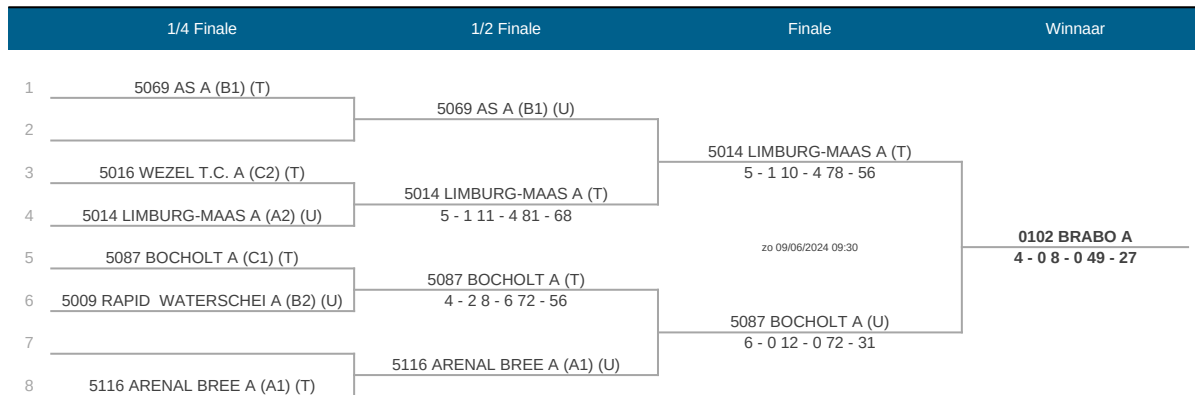 1/4 Finale 1/2 Finale Finale Winnaar
1 5069 AS A (B1) (T)
5069 AS A (B1) (U)
2
5014 LIMBURG-MAAS A (T)
3 5016 WEZEL T.C. A (C2) (T)
5 - 1 10 - 4 78 - 56
5014 LIMBURG-MAAS A (T)
4 5014 LIMBURG-MAAS A (A2) (U)
5 - 1 11 - 4 81 - 68
0102 BRABO A
zo 09/06/2024 09:30
5 5087 BOCHOLT A (C1) (T)
4 - 0 8 - 0 49 - 27
5087 BOCHOLT A (T)
6 5009 RAPID WATERSCHEI A (B2) (U)
4 - 2 8 - 6 72 - 56
5087 BOCHOLT A (U)
7
6 - 0 12 - 0 72 - 31
5116 ARENAL BREE A (A1) (U)
8 5116 ARENAL BREE A (A1) (T)